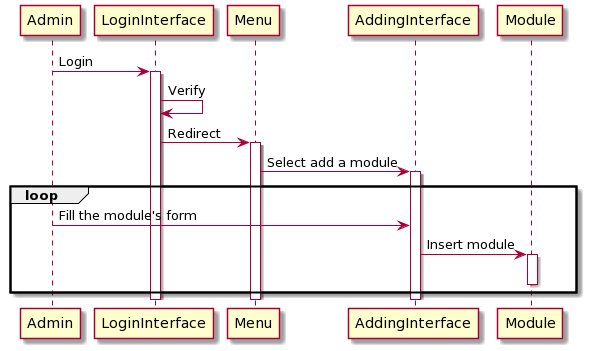 Admin LoginInterface Menu AddingInterface Module
Login
Verify
Redirect
Select add a module
loop
Fill the module's form
Insert module
Admin LoginInterface Menu AddingInterface Module